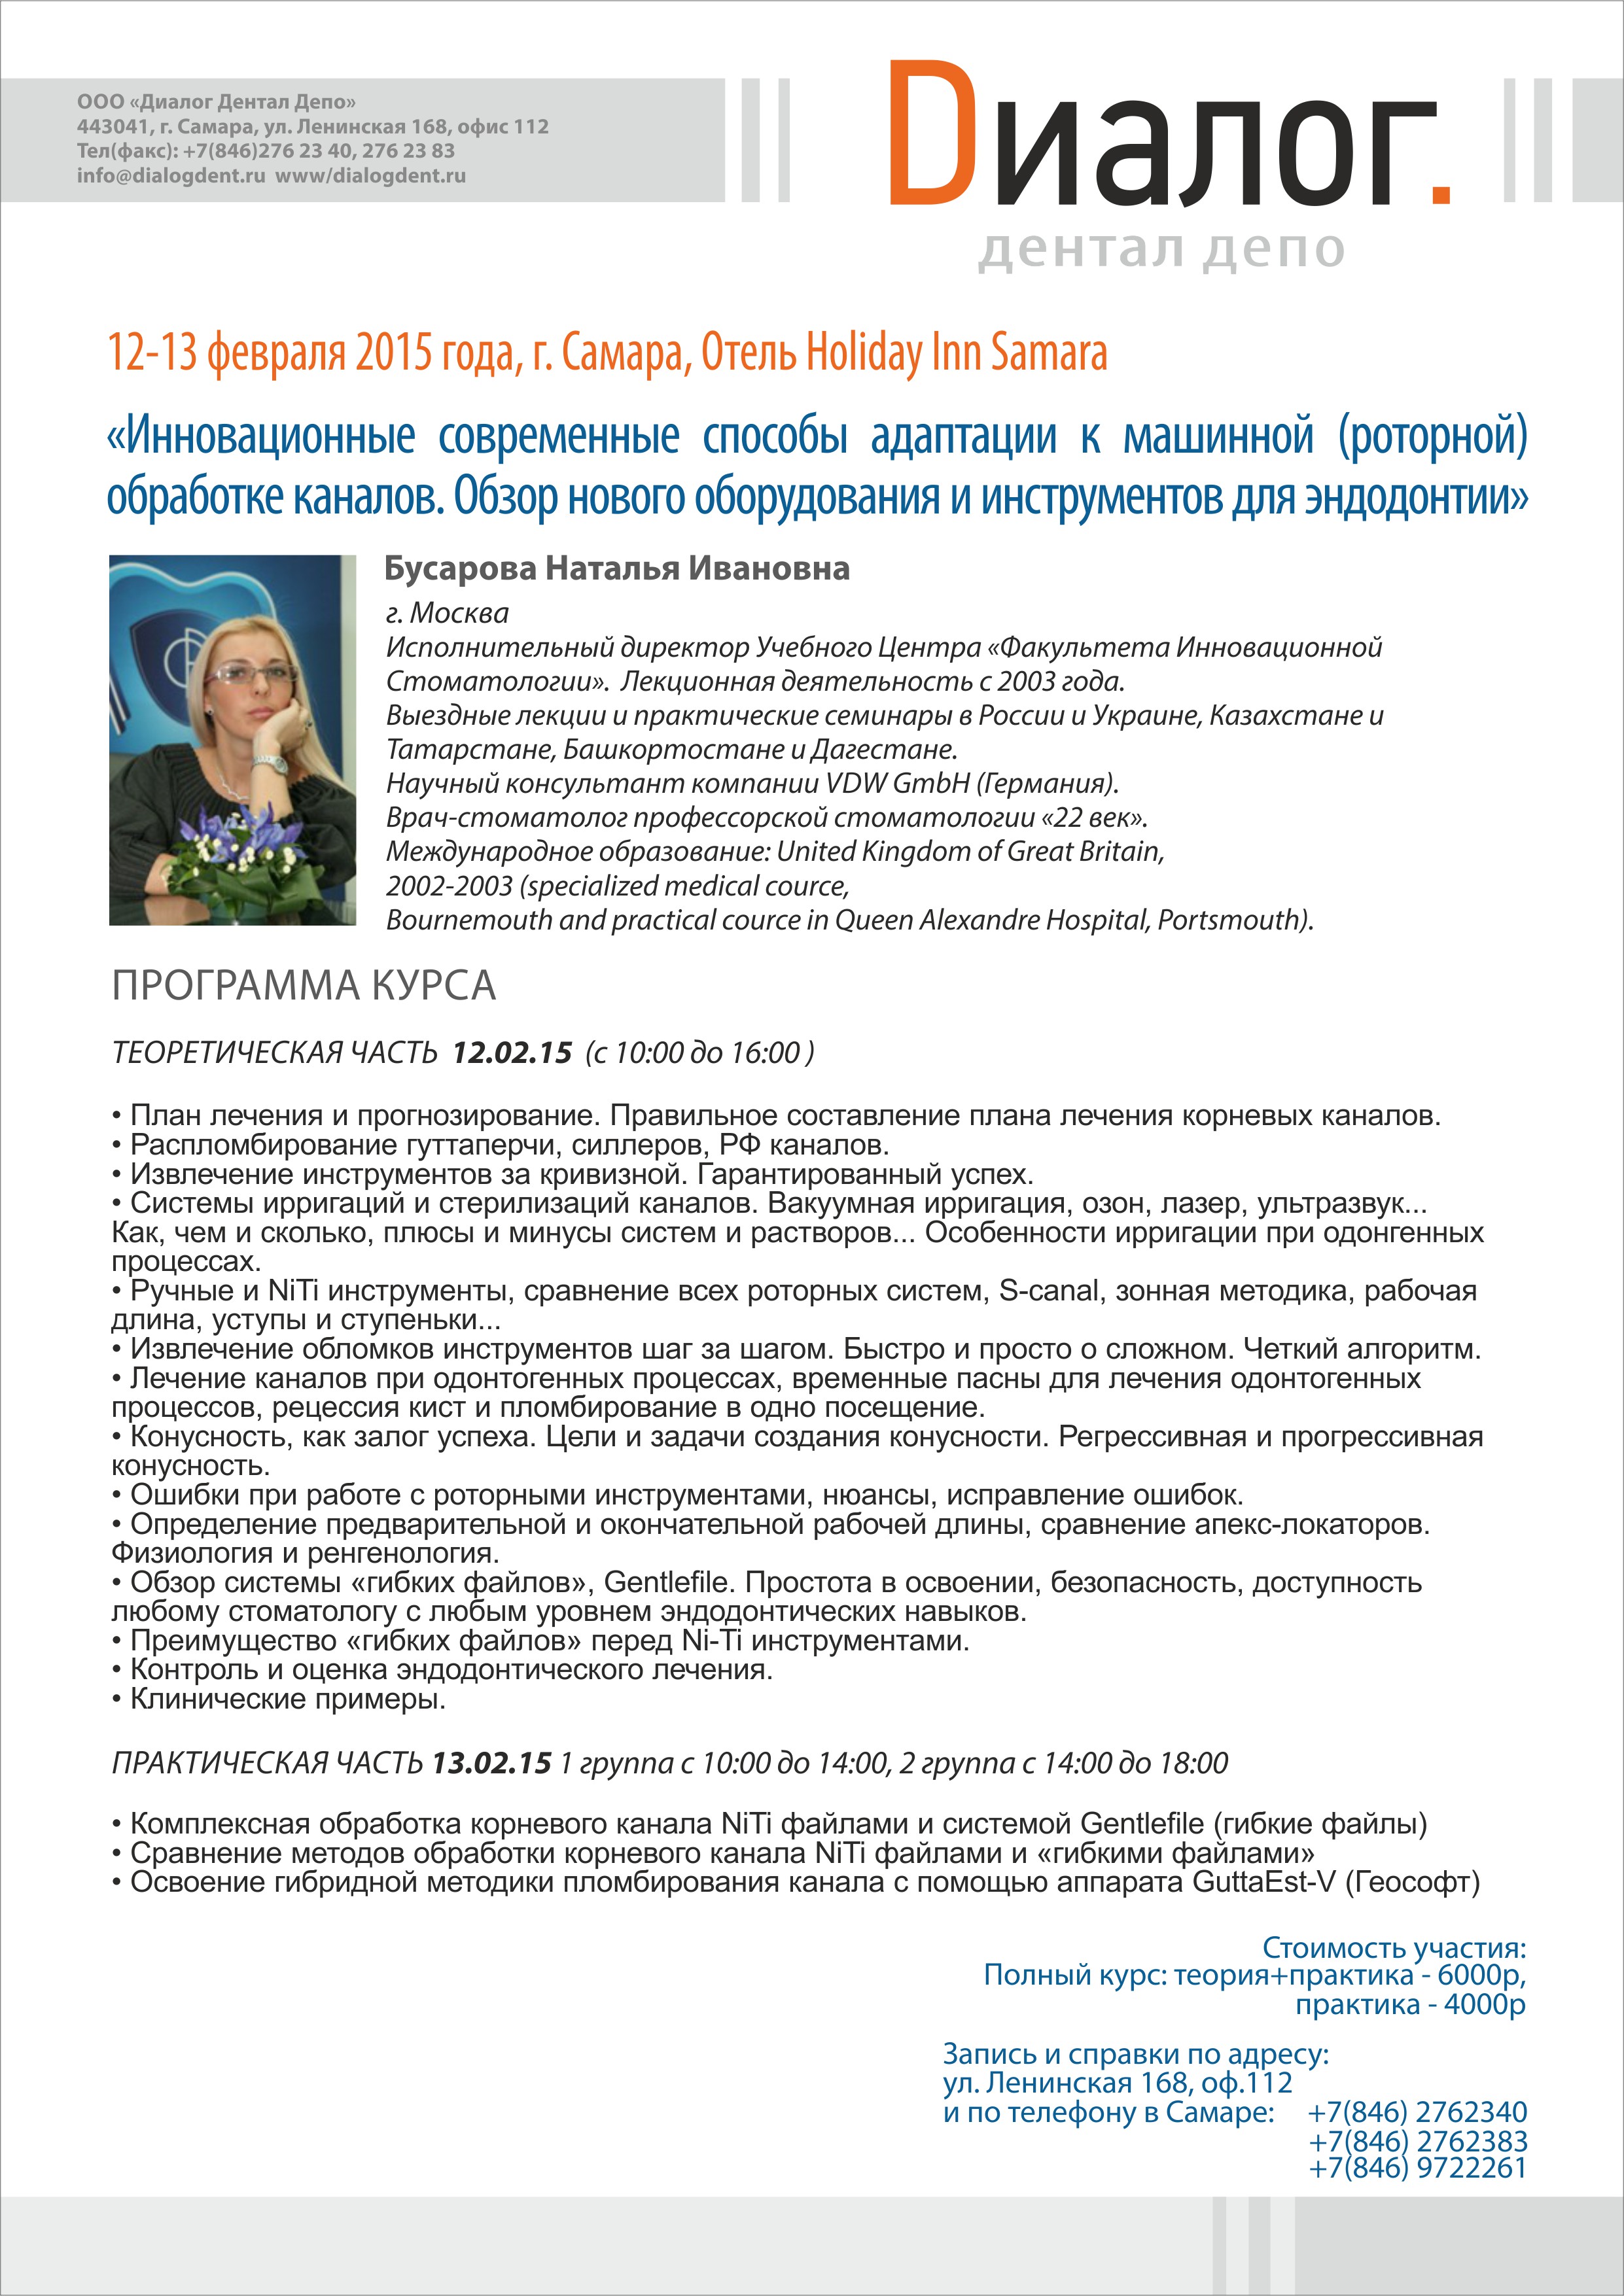 ООО «Диалог Дентал Депо»
443041, г. Самара, ул. Ленинская 168, офис 112
Тел(факс): +7(846)276 23 40, 276 23 83
info@dialogdent.ru www/dialogdent.ru
Dиалог.
дентал депо
12-13 февраля 2015 года, г. Самара, Отель Holiday Inn Samara
«Инновационные современные способы адаптации к машинной (роторной)
обработке каналов. Обзор нового оборудования и инструментов для эндодонтии»
Бусарова Наталья Ивановна
г. Москва
Исполнительный директор Учебного Центра «Факультета Инновационной
Стоматологии». Лекционная деятельность с 2003 года.
Выездные лекции и практические семинары в России и Украине, Казахстане и
Татарстане, Башкортостане и Дагестане.
Научный консультант компании VDW GmbH (Германия).
Врач-стоматолог профессорской стоматологии «22 век».
Международное образование: United Kingdom of Great Britain,
2002-2003 (specialized medical cource,
Bournemouth and practical cource in Queen Alexandre Hospital, Portsmouth).
ПРОГРАММА КУРСА
ТЕОРЕТИЧЕСКАЯ ЧАСТЬ 12.02.15 (с 10:00 до 16:00 )
• План лечения и прогнозирование. Правильное составление плана лечения корневых каналов.
• Распломбирование гуттаперчи, силлеров, РФ каналов.
• Извлечение инструментов за кривизной. Гарантированный успех.
• Системы ирригаций и стерилизаций каналов. Вакуумная ирригация, озон, лазер, ультразвук...
Как, чем и сколько, плюсы и минусы систем и растворов... Особенности ирригации при одонгенных
процессах.
• Ручные и NiTi инструменты, сравнение всех роторных систем, S-canal, зонная методика, рабочая
длина, уступы и ступеньки...
• Извлечение обломков инструментов шаг за шагом. Быстро и просто о сложном. Четкий алгоритм.
• Лечение каналов при одонтогенных процессах, временные пасны для лечения одонтогенных
процессов, рецессия кист и пломбирование в одно посещение.
• Конусность, как залог успеха. Цели и задачи создания конусности. Регрессивная и прогрессивная
конусность.
• Ошибки при работе с роторными инструментами, нюансы, исправление ошибок.
• Определение предварительной и окончательной рабочей длины, сравнение апекс-локаторов.
Физиология и ренгенология.
• Обзор системы «гибких файлов», Gentlefile. Простота в освоении, безопасность, доступность
любому стоматологу с любым уровнем эндодонтических навыков.
• Преимущество «гибких файлов» перед Ni-Ti инструментами.
• Контроль и оценка эндодонтического лечения.
• Клинические примеры.
ПРАКТИЧЕСКАЯ ЧАСТЬ 13.02.15 1 группа с 10:00 до 14:00, 2 группа с 14:00 до 18:00
• Комплексная обработка корневого канала NiTi файлами и системой Gentlefile (гибкие файлы)
• Сравнение методов обработки корневого канала NiTi файлами и «гибкими файлами»
• Освоение гибридной методики пломбирования канала с помощью аппарата GuttaEst-V (Геософт)
Стоимость участия:
Полный курс: теория+практика - 6000р,
практика - 4000р
Запись и справки по адресу:
ул. Ленинская 168, оф.112
и по телефону в Самаре: +7(846) 2762340
+7(846) 2762383
+7(846) 9722261